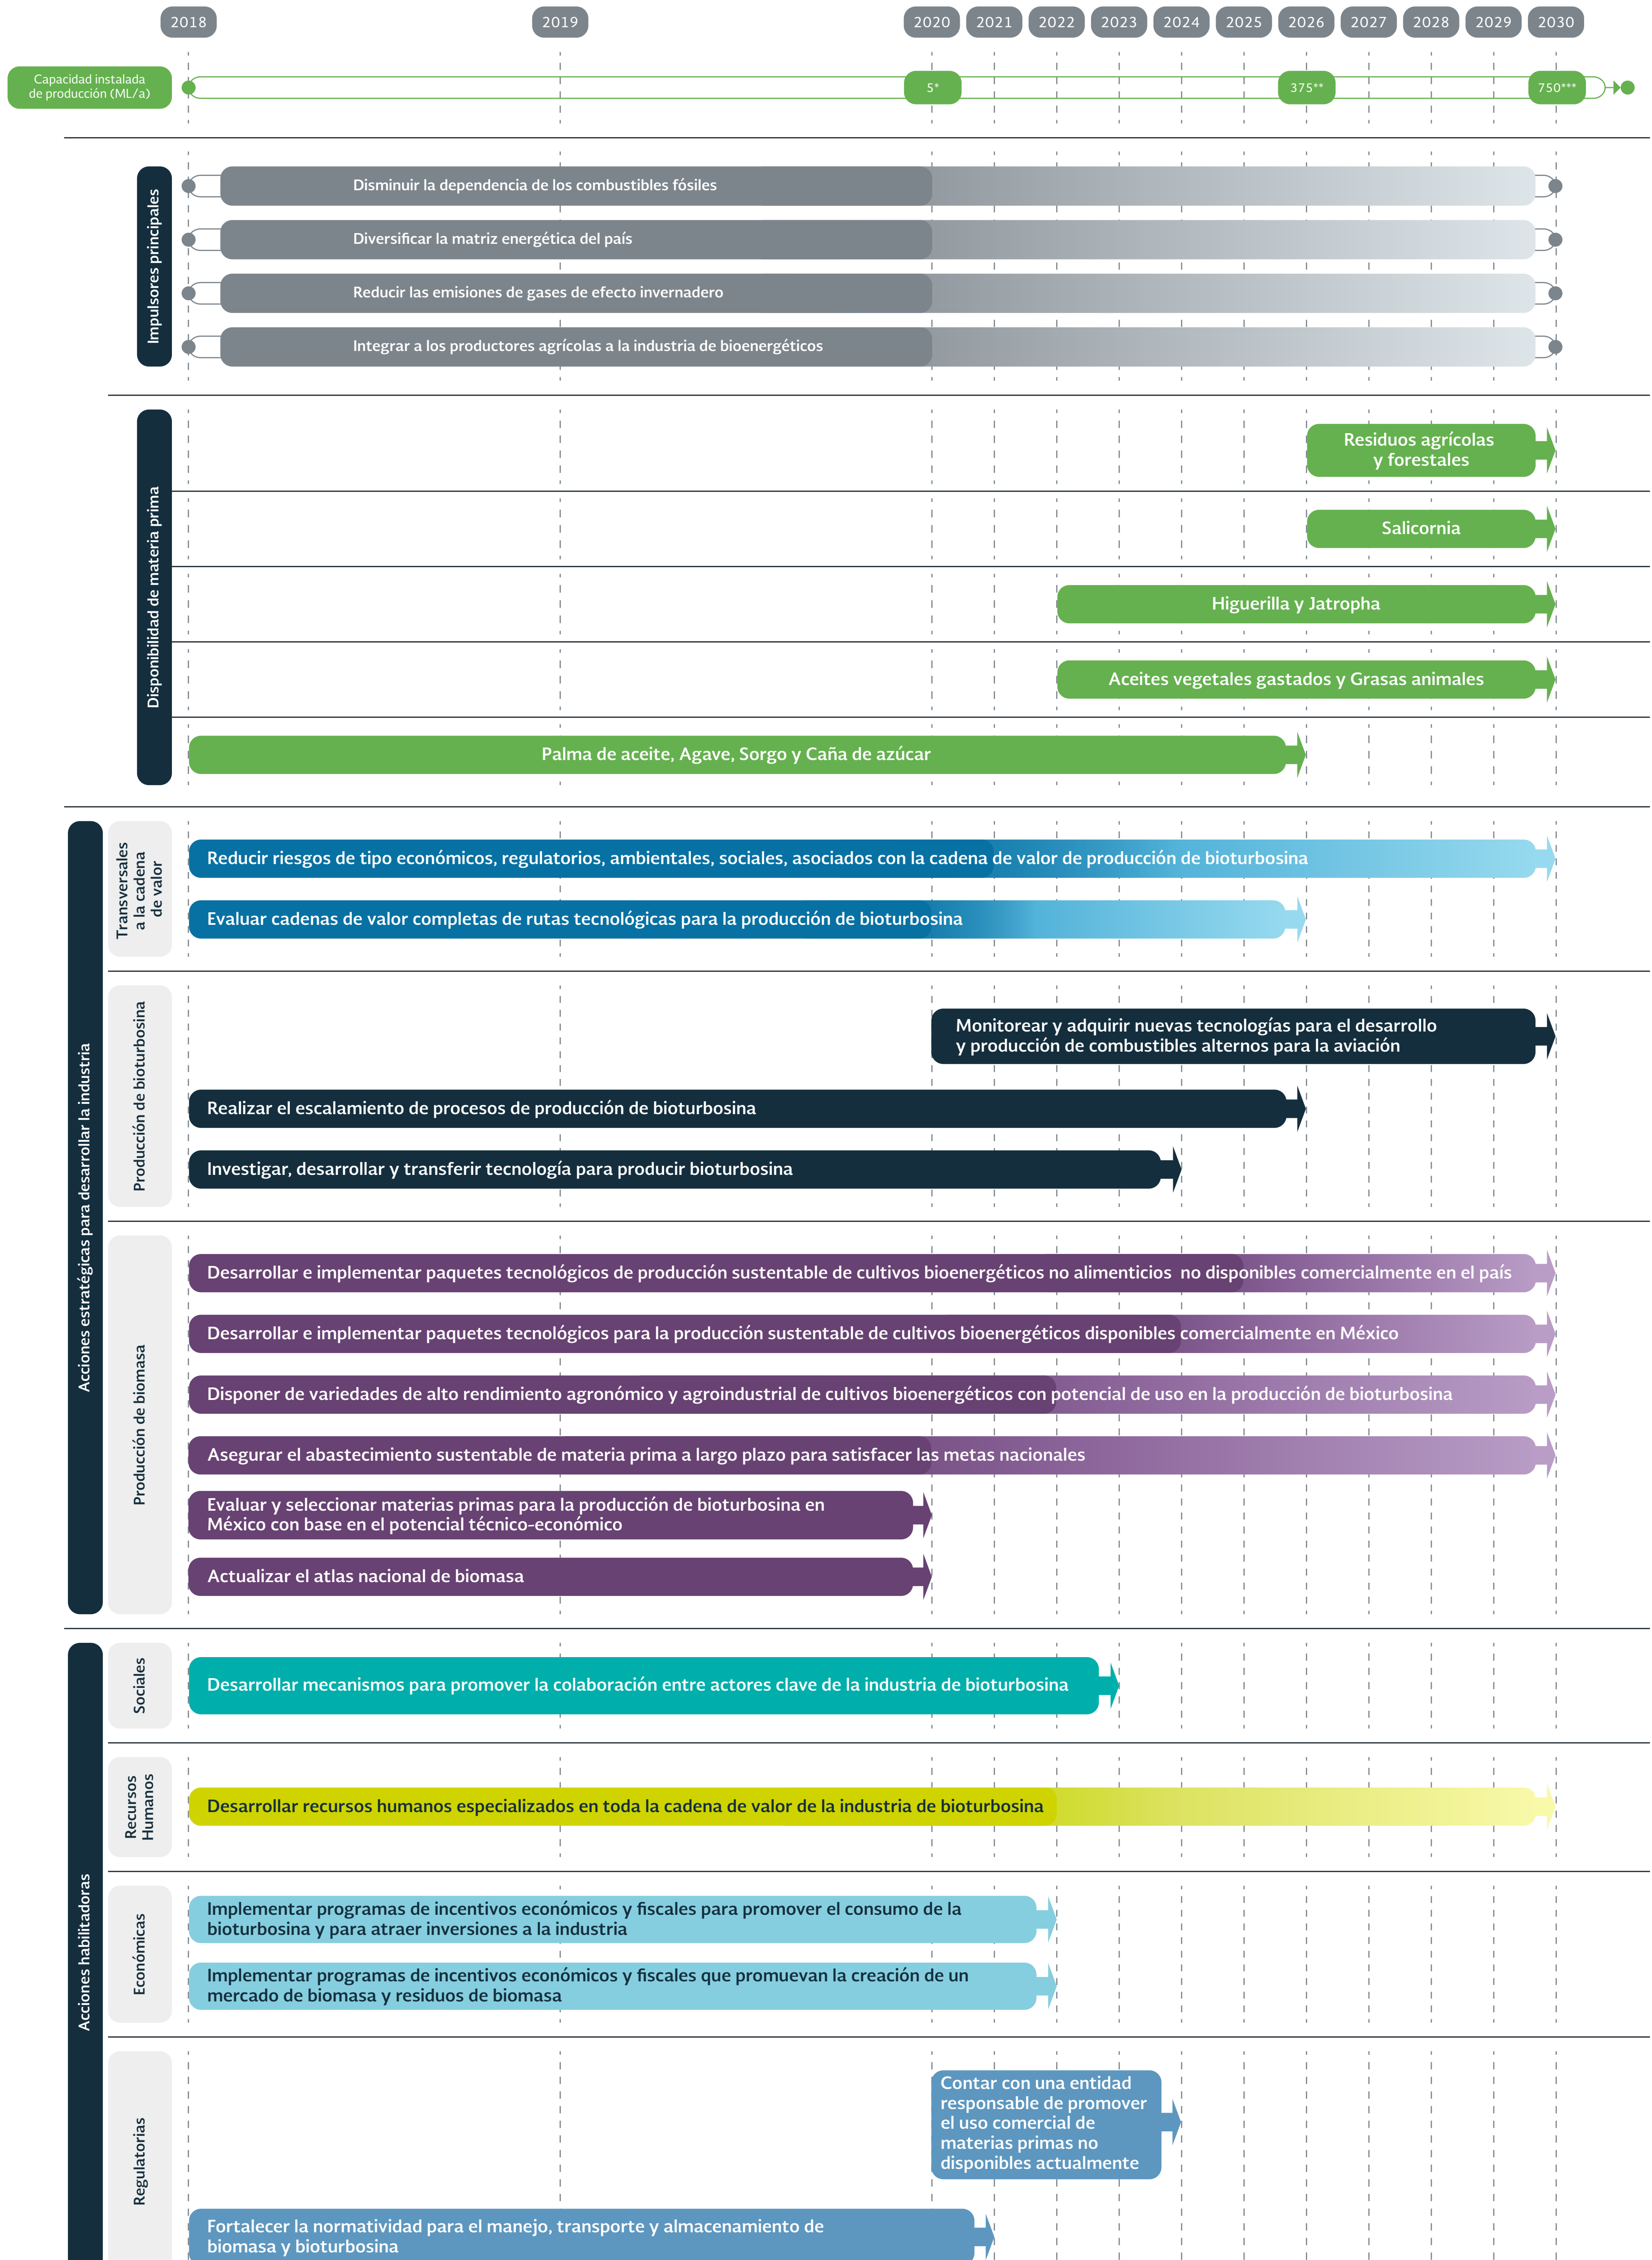 2018 2019 2020 2021 2022 2023 2024 2025 2026 2027 2028 2029 2030
Capacidad instalada
de producción (ML/a)
5* 375** 750***
Impulsores principales
Disminuir la dependencia de los combustibles fósiles
Diversificar la matriz energética del país
Reducir las emisiones de gases de efecto invernadero
Integrar a los productores agrícolas a la industria de bioenergéticos
Disponibilidad de materia prima
Residuos agrícolas
y forestales
Salicornia
Higuerilla y Jatropha
Aceites vegetales gastados y Grasas animales
Palma de aceite, Agave, Sorgo y Caña de azúcar
Acciones estratégicas para desarrollar la industria
Transversales
a la cadena
de valor
Reducir riesgos de tipo económicos, regulatorios, ambientales, sociales, asociados con la cadena de valor de producción de bioturbosina
Evaluar cadenas de valor completas de rutas tecnológicas para la producción de bioturbosina
Producción de bioturbosina
Monitorear y adquirir nuevas tecnologías para el desarrollo
y producción de combustibles alternos para la aviación
Realizar el escalamiento de procesos de producción de bioturbosina
Investigar, desarrollar y transferir tecnología para producir bioturbosina
Producción de biomasa
Desarrollar e implementar paquetes tecnológicos de producción sustentable de cultivos bioenergéticos no alimenticios no disponibles comercialmente en el país
Desarrollar e implementar paquetes tecnológicos para la producción sustentable de cultivos bioenergéticos disponibles comercialmente en México
Disponer de variedades de alto rendimiento agronómico y agroindustrial de cultivos bioenergéticos con potencial de uso en la producción de bioturbosina
Asegurar el abastecimiento sustentable de materia prima a largo plazo para satisfacer las metas nacionales
Evaluar y seleccionar materias primas para la producción de bioturbosina en
México con base en el potencial técnico-económico
Actualizar el atlas nacional de biomasa
Acciones habilitadoras
Sociales
Desarrollar mecanismos para promover la colaboración entre actores clave de la industria de bioturbosina
Recursos
Humanos
Desarrollar recursos humanos especializados en toda la cadena de valor de la industria de bioturbosina
Económicas
Implementar programas de incentivos económicos y fiscales para promover el consumo de la
bioturbosina y para atraer inversiones a la industria
Implementar programas de incentivos económicos y fiscales que promuevan la creación de un
mercado de biomasa y residuos de biomasa
Regulatorias
Contar con una entidad
responsable de promover
el uso comercial de
materias primas no
disponibles actualmente
Fortalecer la normatividad para el manejo, transporte y almacenamiento de
biomasa y bioturbosina